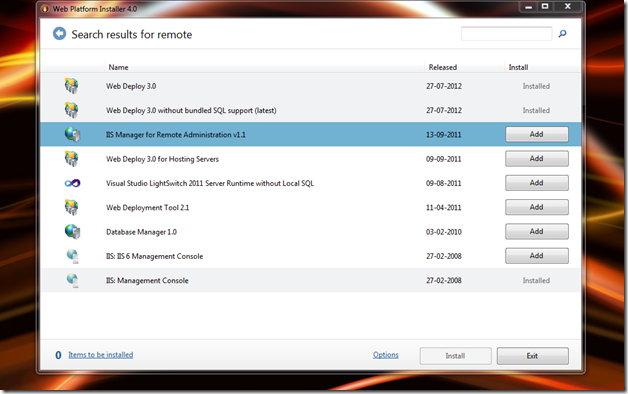 Web Platform Installer 4.0
Search results for remote
Name Released Install
Web Deploy 3.0 27-07-2012 Installed
Web Deploy 3.0 without bundled SQL support (latest) 27-07-2012 Installed
IIS Manager for Remote Administration v1.1 13-09-2011 Add
Web Deploy 3.0 for Hosting Servers 09-09-2011 Add
Visual Studio LightSwitch 2011 Server Runtime without Local SQL 09-08-2011 Add
Web Deployment Tool 2.1 11-04-2011 Add
Database Manager 1.0 03-02-2010 Add
IIS: IIS 6 Management Console 27-02-2008 Add
IIS: Management Console 27-02-2008 Installed
0 Items to be installed Options Install Exit